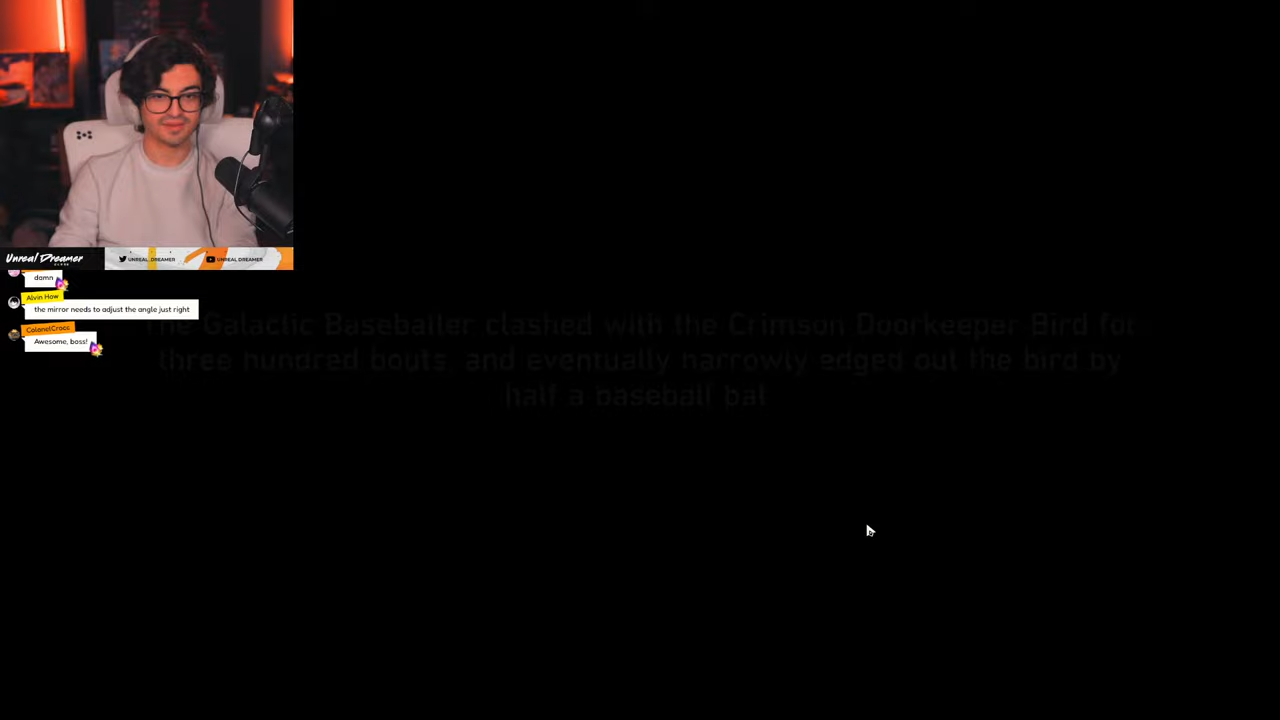 Unreal Dreamer
UNREAL_DREAMER
UNREAL DREAMER
damn
Alvin How
the mirror needs to adjust the angle just right
ColonelCrocs
Awesome, boss!
The Galactic Baseballer clashed with the Crimson Doorkeeper Bird for
three hundred bouts, and eventually narrowly edged out the bird by
half a baseball bat